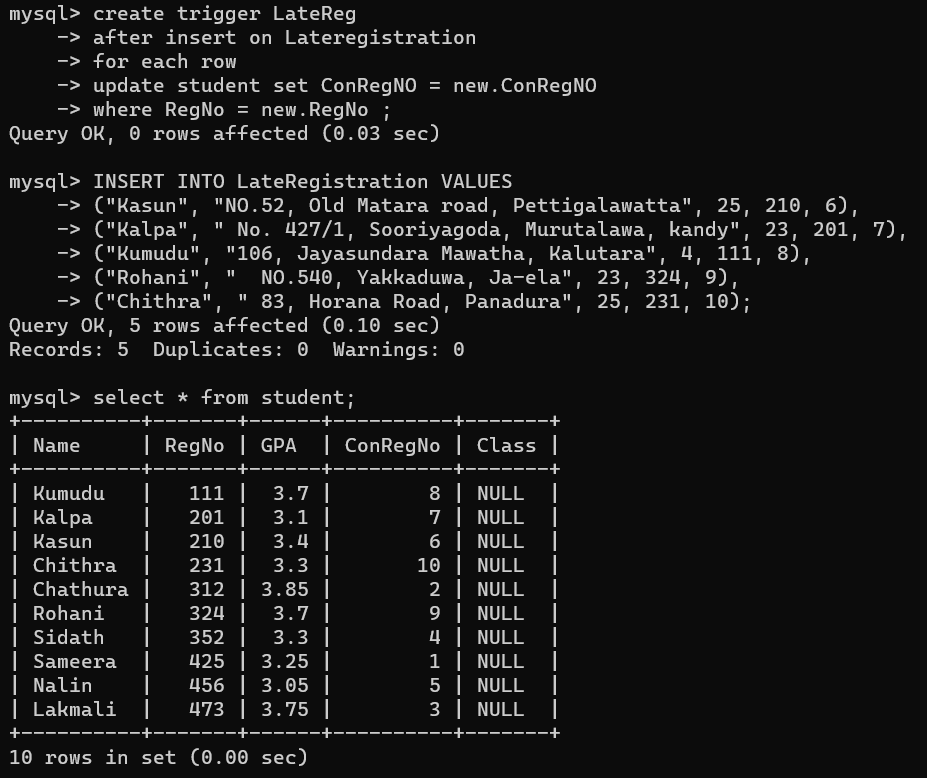 mysql> create trigger LateReg
    -> after insert on Lateregistration
    -> for each row
    -> update student set ConRegNO = new.ConRegNO
    -> where RegNo = new.RegNo ;
Query OK, 0 rows affected (0.03 sec)

mysql> INSERT INTO LateRegistration VALUES
    -> ("Kasun", "NO.52, Old Matara road, Pettigalawatta", 25, 210, 6),
    -> ("Kalpa", " No. 427/1, Sooriyagoda, Murutalawa, kandy", 23, 201, 7),
    -> ("Kumudu", "106, Jayasundara Mawatha, Kalutara", 4, 111, 8),
    -> ("Rohani", "  NO.540, Yakkaduwa, Ja-ela", 23, 324, 9),
    -> ("Chithra", " 83, Horana Road, Panadura", 25, 231, 10);
Query OK, 5 rows affected (0.10 sec)
Records: 5  Duplicates: 0  Warnings: 0

mysql> select * from student;
+----------+-------+------+----------+-------+
| Name     | RegNo | GPA  | ConRegNo | Class |
+----------+-------+------+----------+-------+
| Kumudu   |   111 |  3.7 |        8 | NULL  |
| Kalpa    |   201 |  3.1 |        7 | NULL  |
| Kasun    |   210 |  3.4 |        6 | NULL  |
| Chithra  |   231 |  3.3 |       10 | NULL  |
| Chathura |   312 | 3.85 |        2 | NULL  |
| Rohani   |   324 |  3.7 |        9 | NULL  |
| Sidath   |   352 |  3.3 |        4 | NULL  |
| Sameera  |   425 | 3.25 |        1 | NULL  |
| Nalin    |   456 | 3.05 |        5 | NULL  |
| Lakmali  |   473 | 3.75 |        3 | NULL  |
+----------+-------+------+----------+-------+
10 rows in set (0.00 sec)